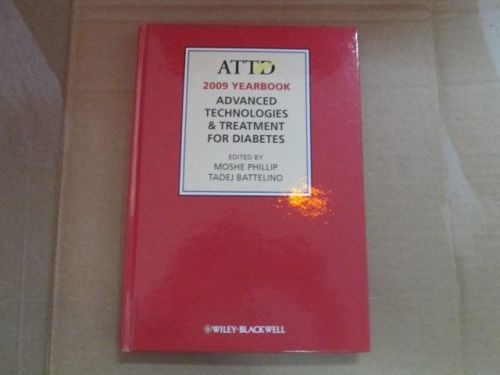 ATTD
2009 YEARBOOK
ADVANCED
TECHNOLOGIES
& TREATMENT
FOR DIABETES
EDITED BY
MOSHE PHILLIP
TADEJ BATTELINO
WILEY-BLACKWELL